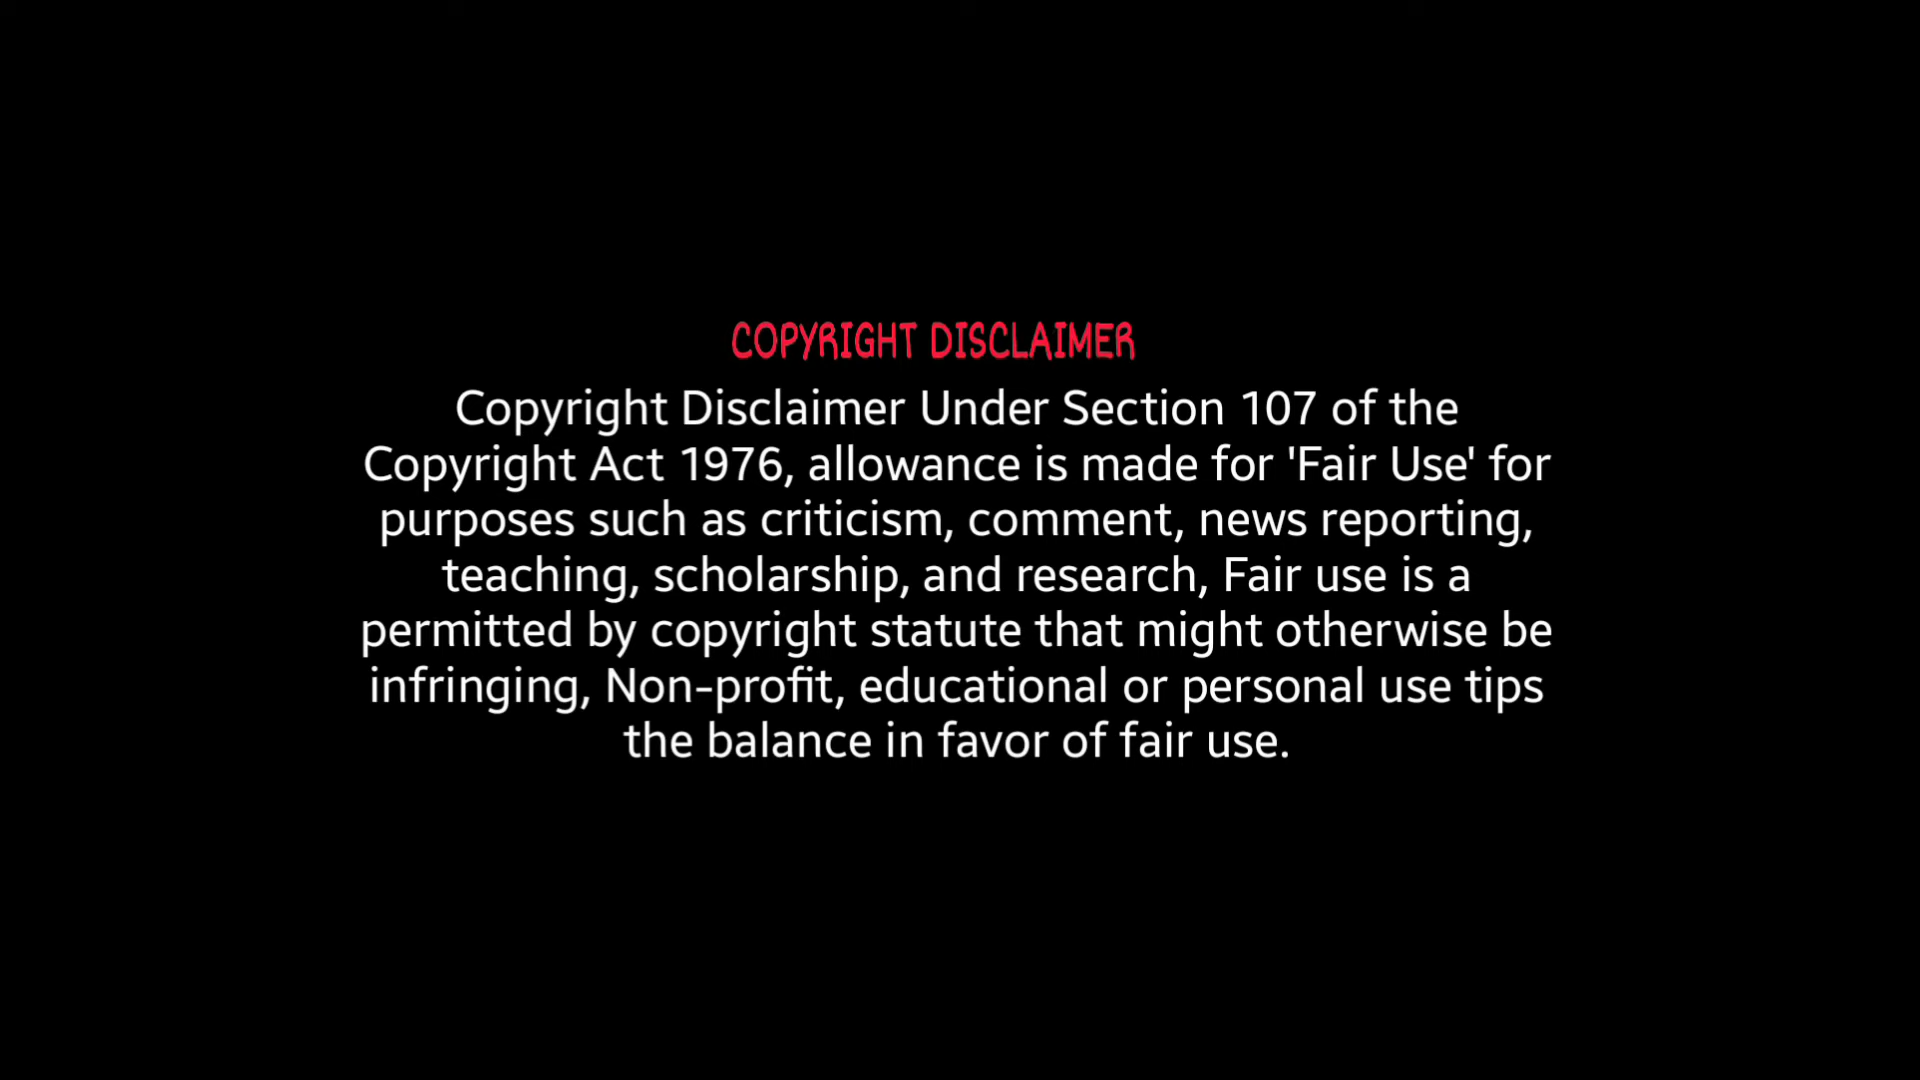 COPYRIGHT DISCLAIMER
Copyright Disclaimer Under Section 107 of the
Copyright Act 1976, allowance is made for 'Fair Use' for
purposes such as criticism, comment, news reporting,
teaching, scholarship, and research, Fair use is a
permitted by copyright statute that might otherwise be
infringing, Non-profit, educational or personal use tips
the balance in favor of fair use.